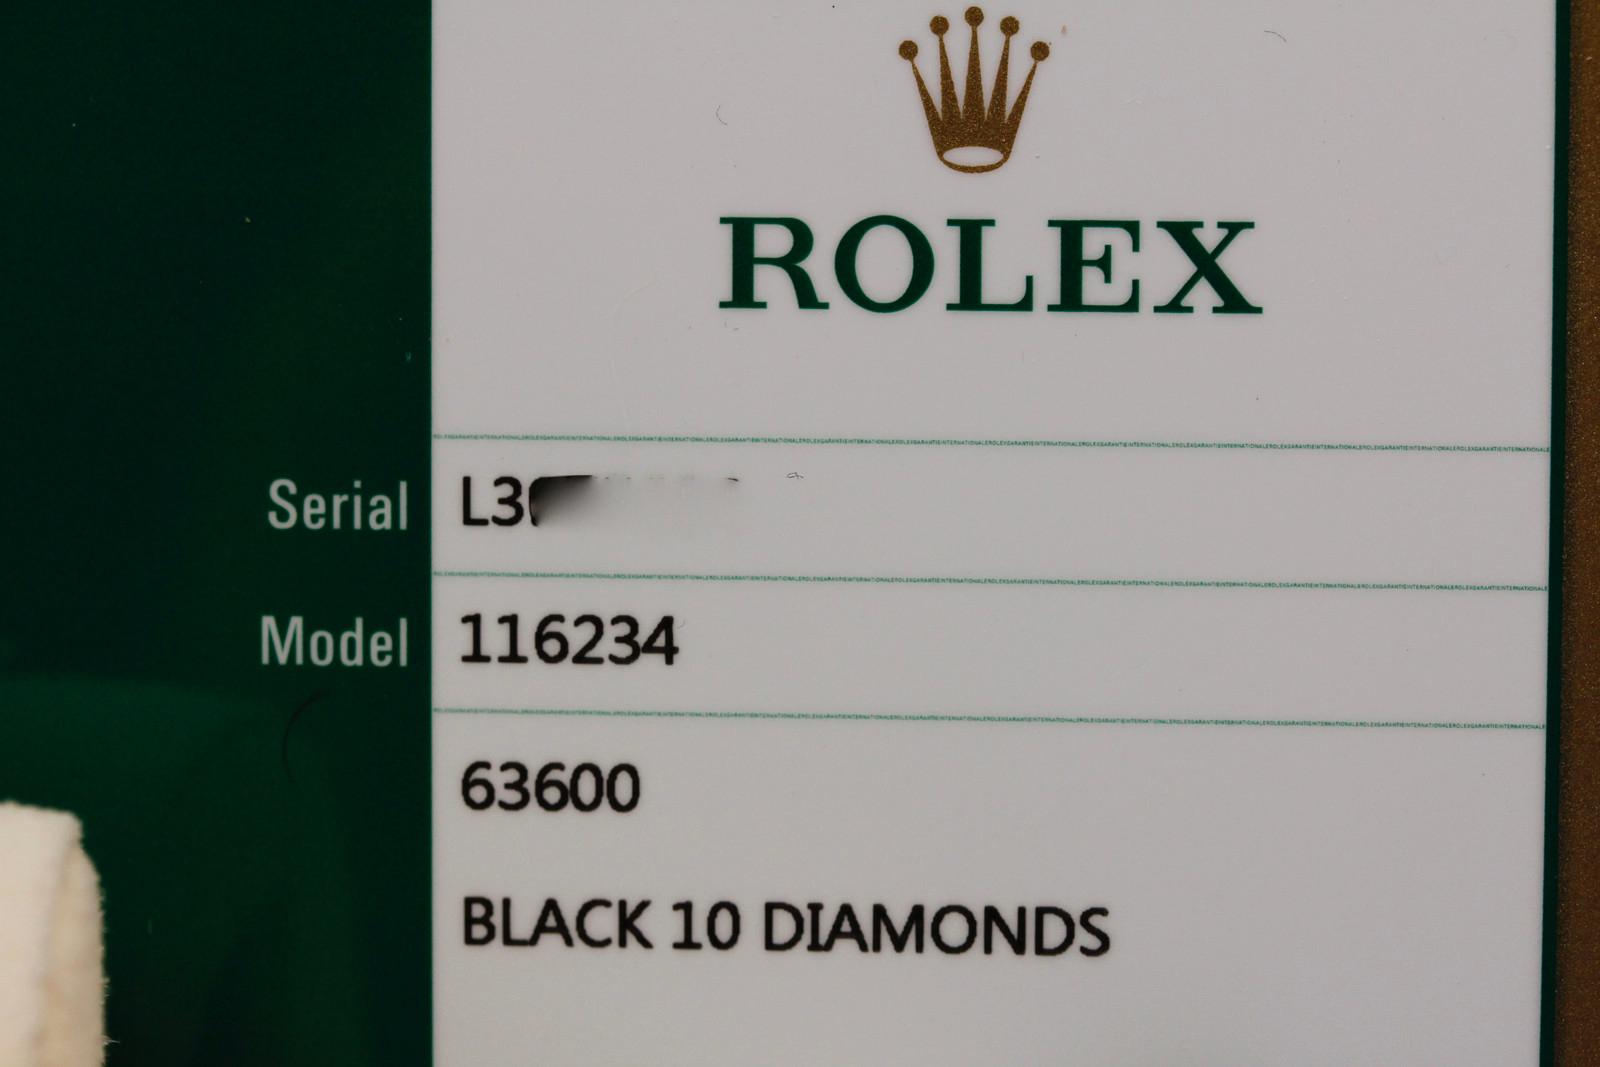 ROLEX
Serial L3
Model 116234
63600
BLACK 10 DIAMONDS